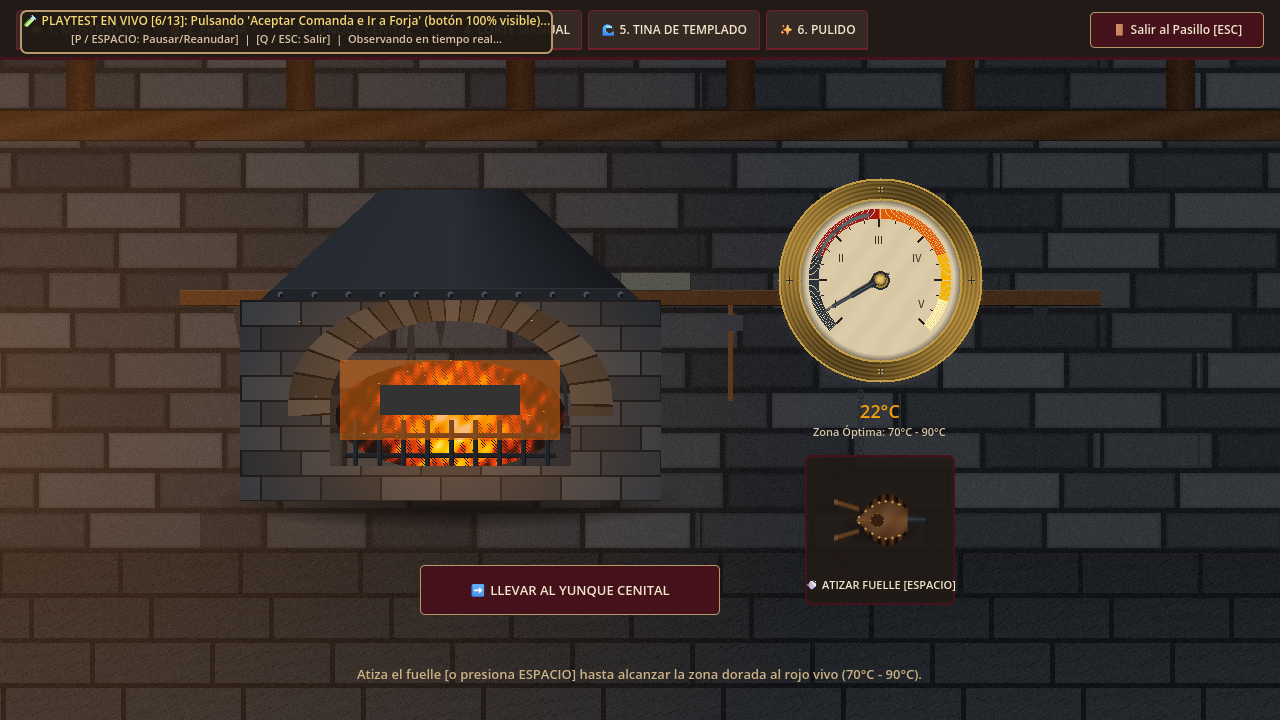 PLAYTEST EN VIVO [6/13]: Pulsando 'Aceptar Comanda e Ir a Forja' (botón 100% visible)...
[P / ESPACIO: Pausar/Reanudar] | [Q / ESC: Salir] | Observando en tiempo real...
5. TINA DE TEMPLADO
6. PULIDO
Salir al Pasillo [ESC]
I
II
III
IV
V
22°C
Zona Óptima: 70°C - 90°C
ATIZAR FUELLE [ESPACIO]
LLEVAR AL YUNQUE CENITAL
Atiza el fuelle [o presiona ESPACIO] hasta alcanzar la zona dorada al rojo vivo (70°C - 90°C).